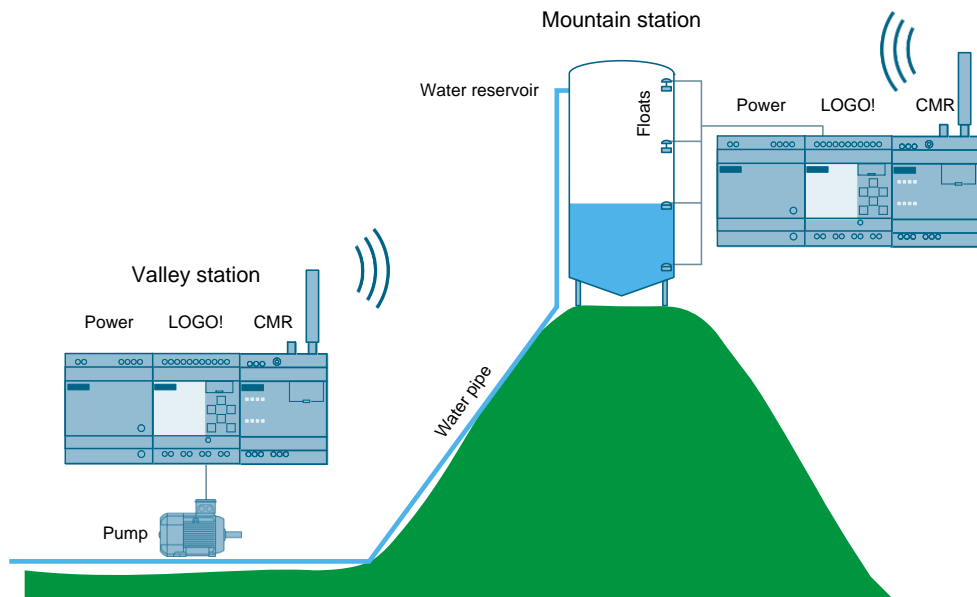 Mountain station
Water reservoir
Floats
Power
LOGO!
CMR
Valley station
Power
LOGO!
CMR
Water pipe
Pump